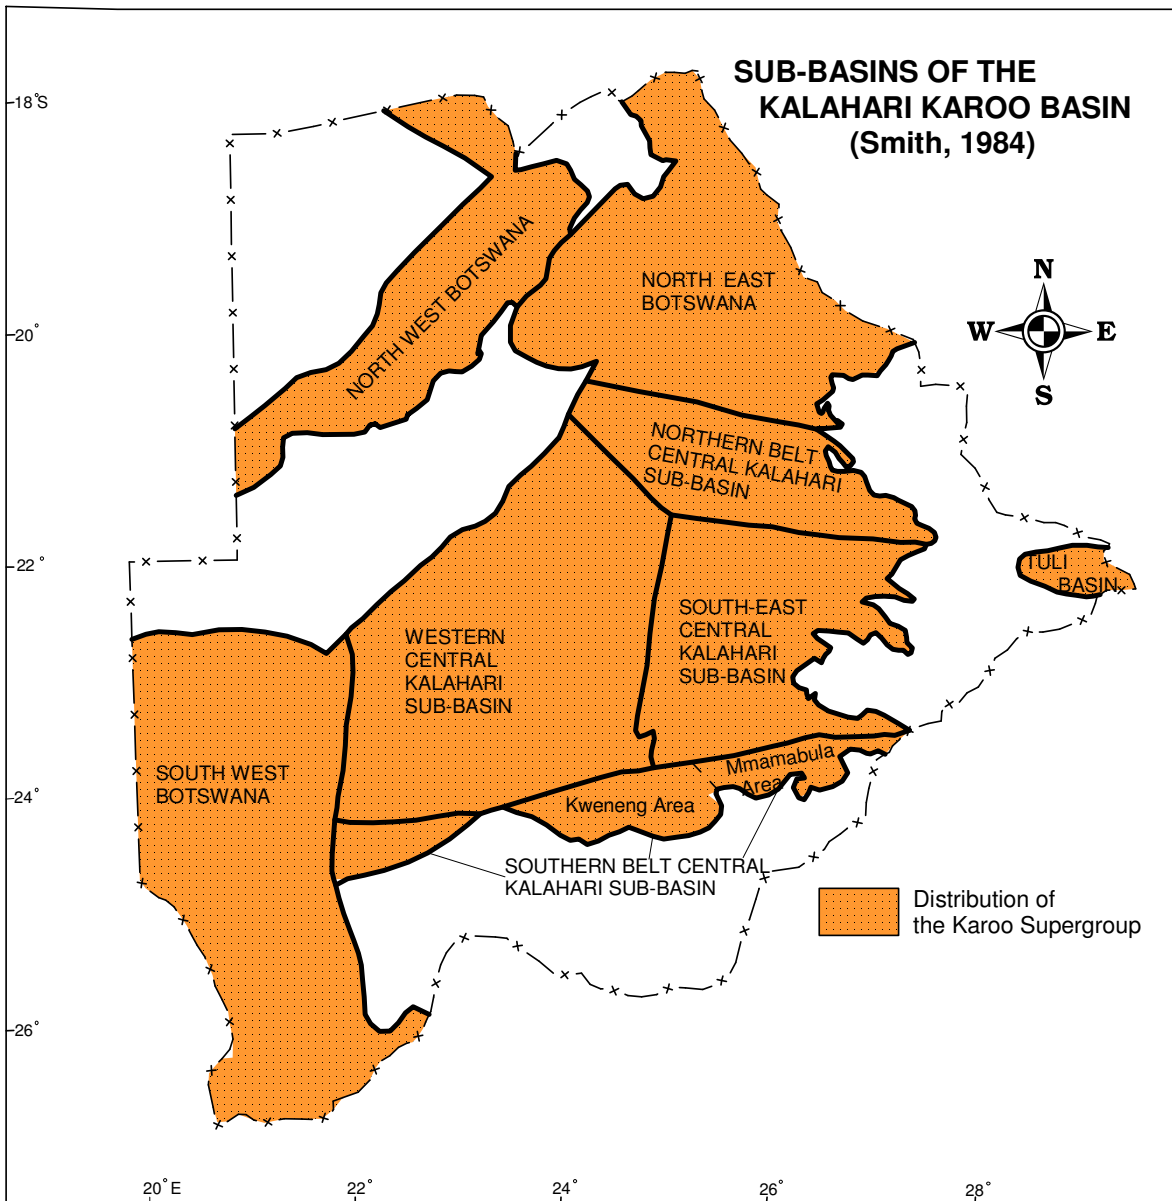 SUB-BASINS OF THE
KALAHARI KAROO BASIN
(Smith, 1984)
18°S
20°
22°
24°
26°
NORTH WEST BOTSWANA
NORTH EAST
BOTSWANA
N
W
E
S
NORTHERN BELT
CENTRAL KALAHARI
SUB-BASIN
TULI
BASIN
WESTERN
CENTRAL
KALAHARI
SUB-BASIN
SOUTH-EAST
CENTRAL
KALAHARI
SUB-BASIN
SOUTH WEST
BOTSWANA
Mmamabula
Area
Kweneng Area
SOUTHERN BELT CENTRAL
KALAHARI SUB-BASIN
Distribution of
the Karoo Supergroup
20°E
22°
24°
26°
28°